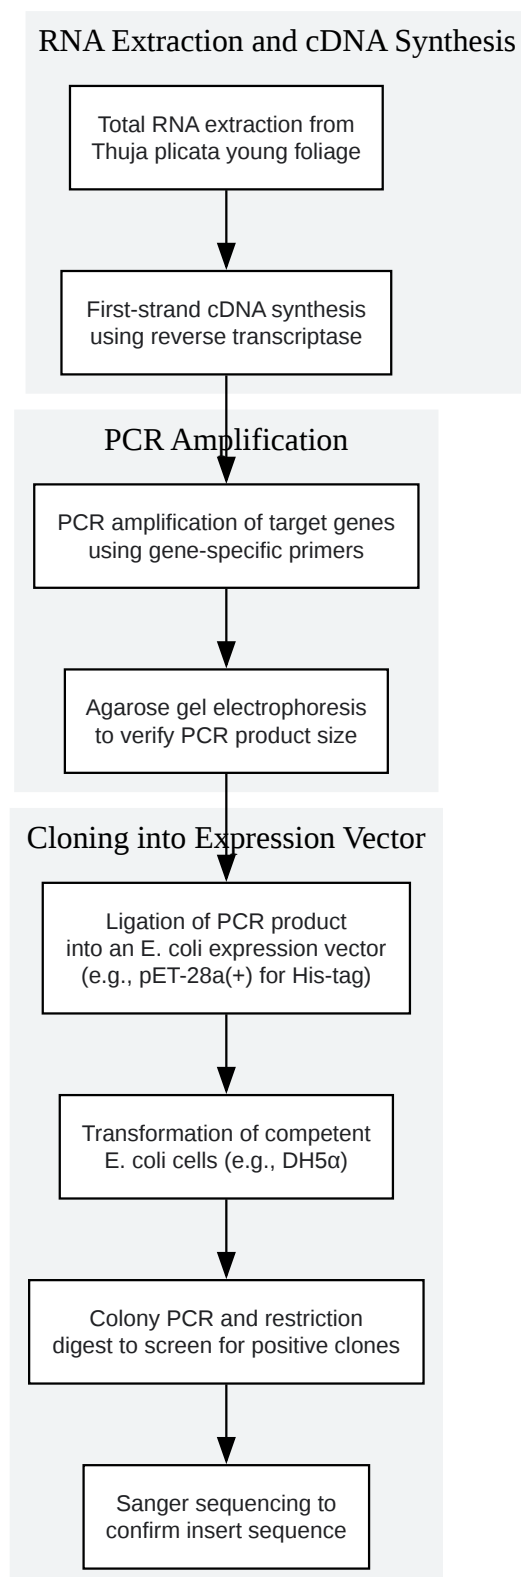 RNA Extraction and cDNA Synthesis
Total RNA extraction from
Thuja plicata young foliage
First-strand cDNA synthesis
using reverse transcriptase
PCR Amplification
PCR amplification of target genes
using gene-specific primers
Agarose gel electrophoresis
to verify PCR product size
Cloning into Expression Vector
Ligation of PCR product
into an E. coli expression vector
(e.g., pET-28a(+) for His-tag)
Transformation of competent
E. coli cells (e.g., DH5α)
Colony PCR and restriction
digest to screen for positive clones
Sanger sequencing to
confirm insert sequence